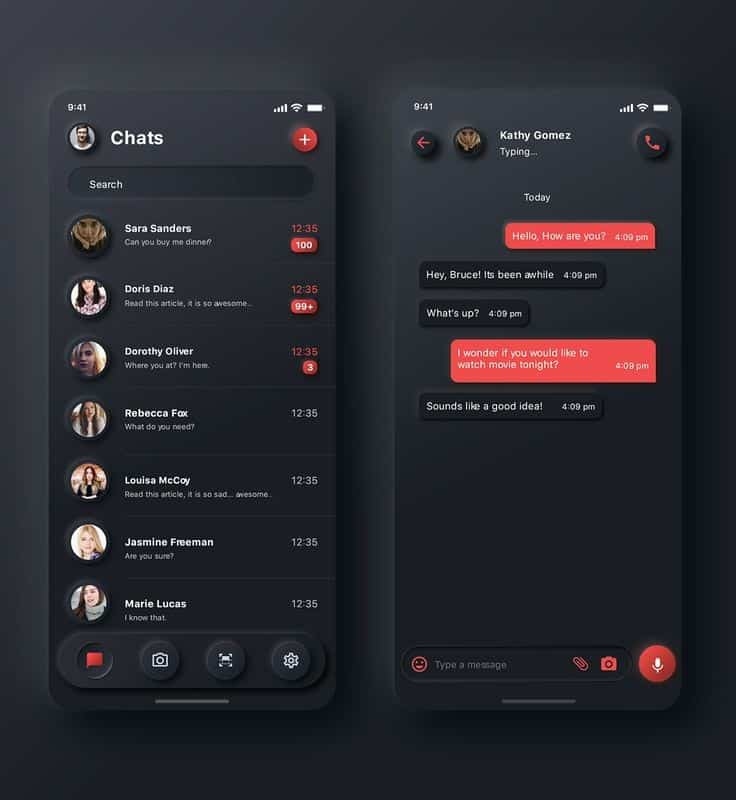 9:41
Chats
Search
Sara Sanders
12:35
Can you buy me dinner?
100
Doris Diaz
12:35
Read this article, it is so awesome...
99+
Dorothy Oliver
12:35
Where you at? I'm here.
3
Rebecca Fox
12:35
What do you need?
Louisa McCoy
12:35
Read this article, it is so sad... awesome..
Jasmine Freeman
12:35
Are you sure?
Marie Lucas
12:35
I know that.
9:41
Kathy Gomez
Typing...
Today
Hello, How are you? 4:09 pm
Hey, Bruce! Its been awhile 4:09 pm
What's up? 4:09 pm
I wonder if you would like to
watch movie tonight? 4:09 pm
Sounds like a good idea! 4:09 pm
Type a message